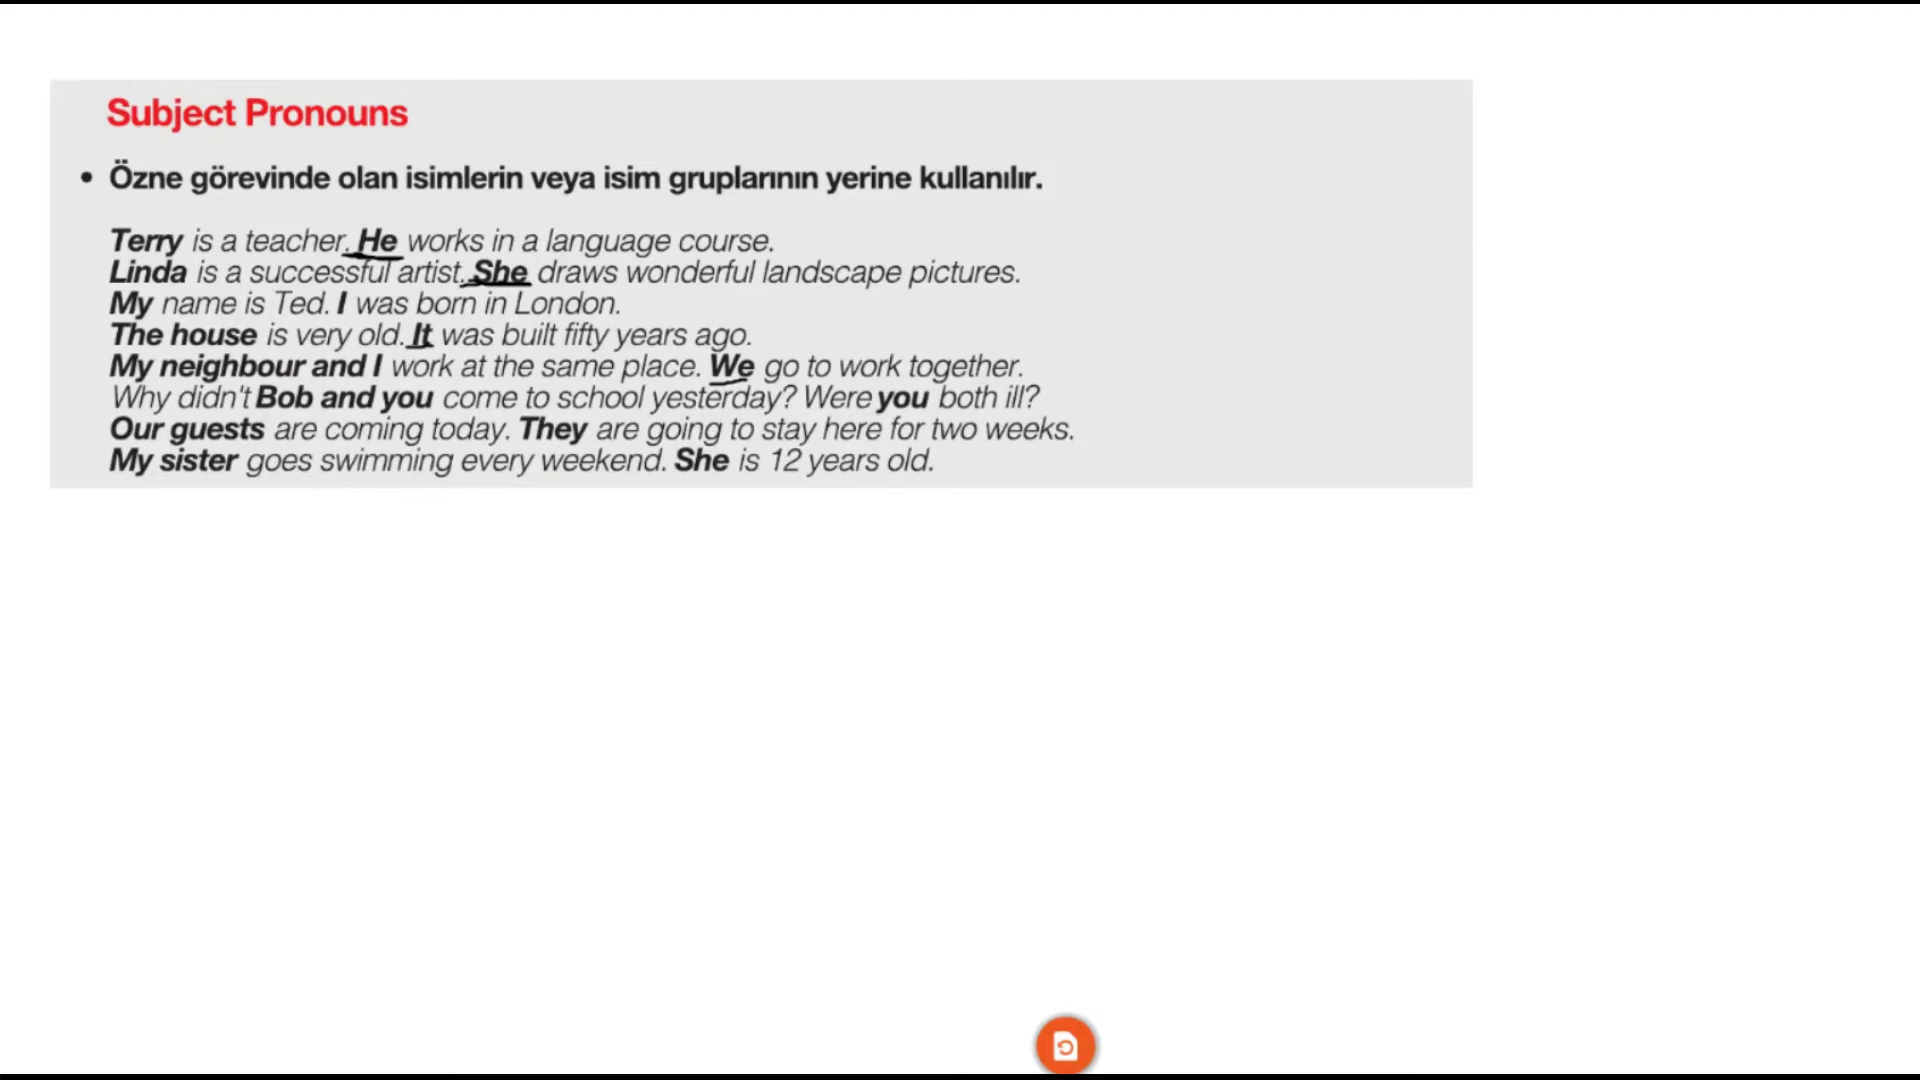 Subject Pronouns
• Özne görevinde olan isimlerin veya isim gruplarının yerine kullanılır.
Terry is a teacher. He works in a language course.
Linda is a successful artist. She draws wonderful landscape pictures.
My name is Ted. I was born in London.
The house is very old. It was built fifty years ago.
My neighbour and I work at the same place. We go to work together.
Why didn't Bob and you come to school yesterday? Were you both ill?
Our guests are coming today. They are going to stay here for two weeks.
My sister goes swimming every weekend. She is 12 years old.